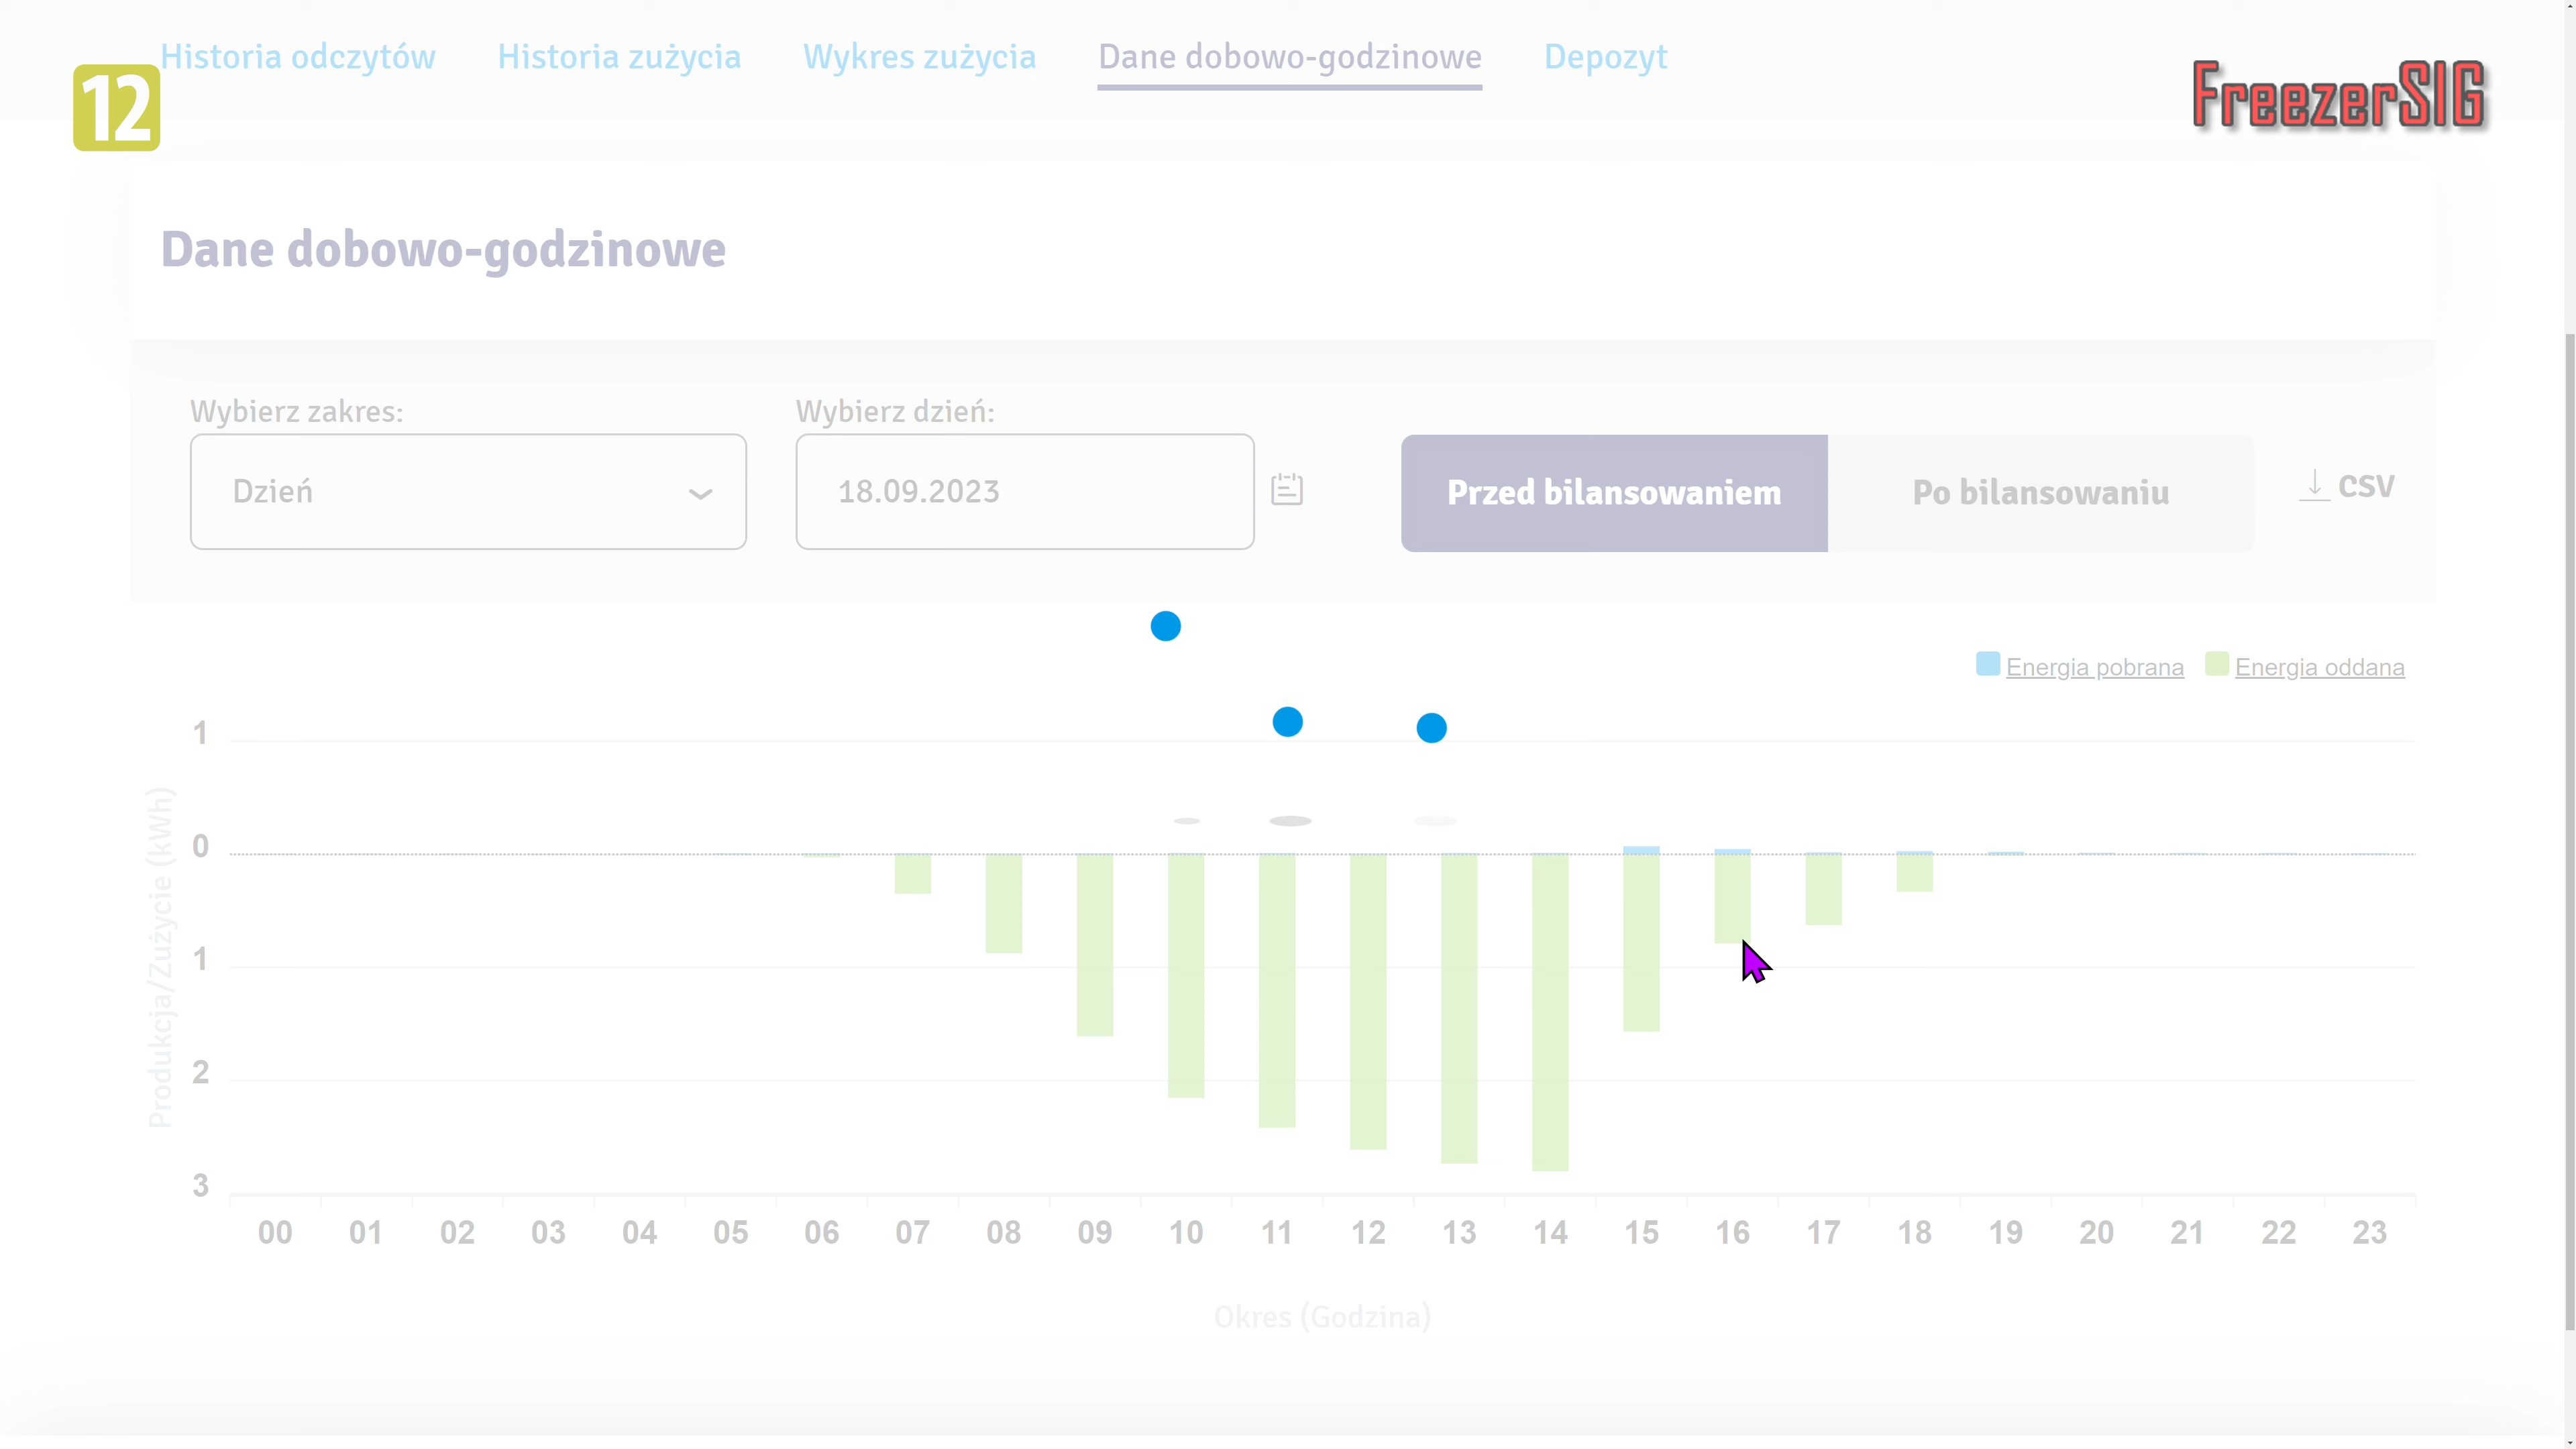 Historia odczytów Historia zużycia Wykres zużycia Dane dobowo-godzinowe Depozyt
12
FreezerSIG
Dane dobowo-godzinowe
Wybierz zakres: Wybierz dzień:
Dzień 18.09.2023 Przed bilansowaniem Po bilansowaniu CSV
Energia pobrana Energia oddana
1
0
1
2
3
Produkcja/Zużycie (kWh)
00 01 02 03 04 05 06 07 08 09 10 11 12 13 14 15 16 17 18 19 20 21 22 23
Okres (Godzina)